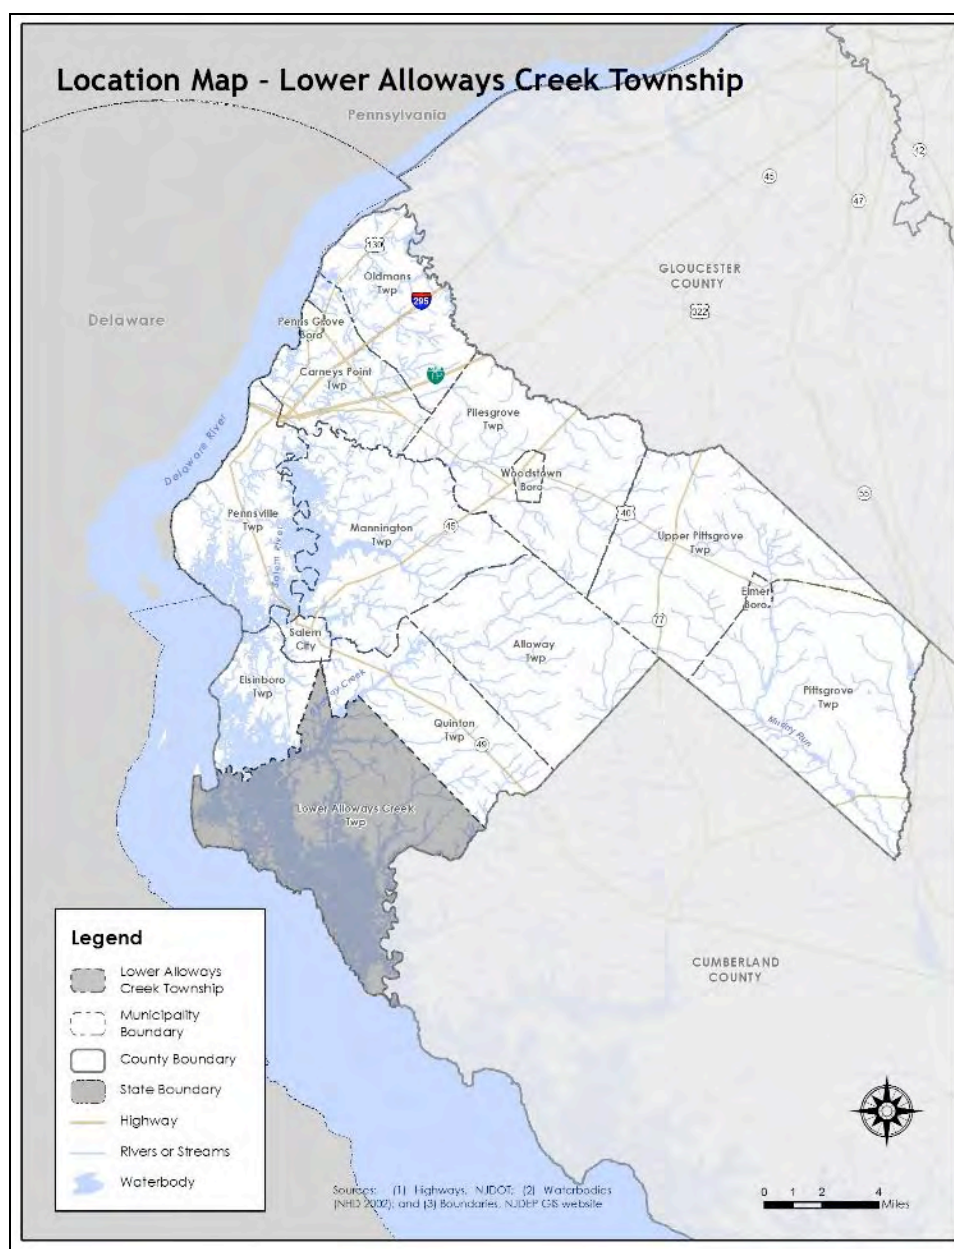 Location Map - Lower Alloways Creek Township
Pennsylvania
42
45
47
130
Oldmans
Twp
GLOUCESTER
COUNTY
295
322
Delaware
Penns Grove
Boro
Carneys Point
Twp
Pilesgrove
Twp
Delaware River
Woodstown
Boro
55
Pennsville
Twp
Mannington
Twp
45
40
Upper Pittsgrove
Twp
Salem River
Elmer
Boro
Salem
City
77
Alloway
Twp
Elsinboro
Twp
Alloway Creek
Pittsgrove
Twp
Quinton
Twp
49
Muddy Run
Lower Alloways Creek
Twp
CUMBERLAND
COUNTY
Legend
Lower Alloways
Creek Township
Municipality
Boundary
County Boundary
State Boundary
Highway
Rivers or Streams
Waterbody
Sources: (1) Highways, NJDOT; (2) Waterbodies
(NHD 2002); and (3) Boundaries, NJDEP GIS website
0 1 2 4
Miles